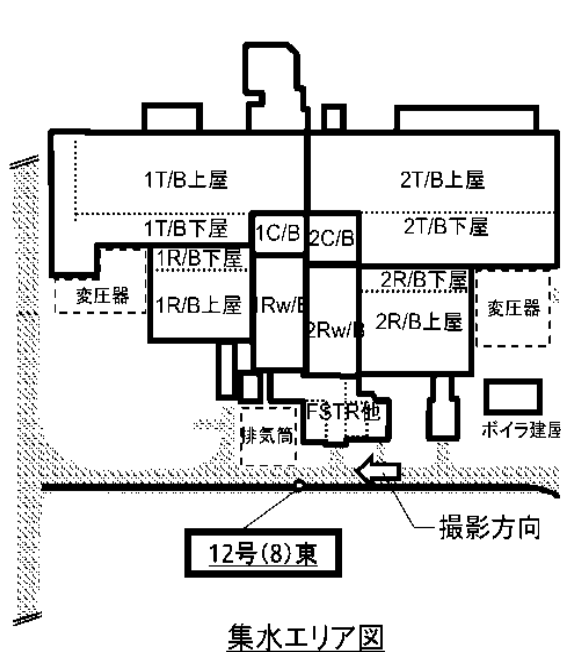 1T/B上屋
2T/B上屋
1T/B下屋
2T/B下屋
1C/B
2C/B
1R/B下屋
2R/B下屋
変圧器
1R/B上屋
1Rw/B
2Rw/B
2R/B上屋
変圧器
FSTR他
排気筒
ボイラ建屋
撮影方向
12号(8)東
集水エリア図